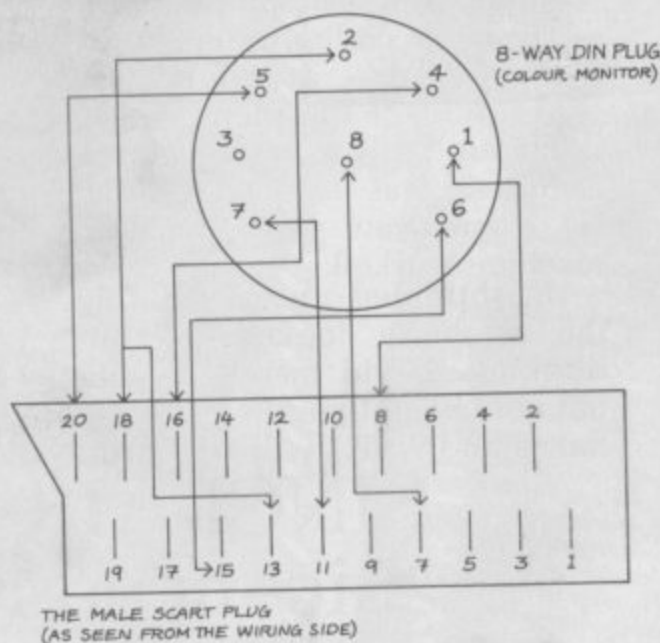 2
8-WAY DIN PLUG
(COLOUR MONITOR)
5
4
3
8
1
7
6
20 18 16 14 12 10 8 6 4 2
19 17 15 13 11 9 7 5 3 1
THE MALE SCART PLUG
(AS SEEN FROM THE WIRING SIDE)